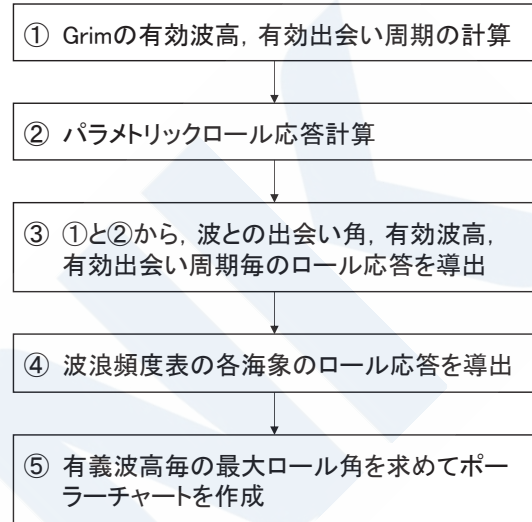 ① Grimの有効波高，有効出会い周期の計算
② パラメトリックロール応答計算
③ ①と②から，波との出会い角，有効波高，
有効出会い周期毎のロール応答を導出
④ 波浪頻度表の各海象のロール応答を導出
⑤ 有義波高毎の最大ロール角を求めてポー
ラーチャートを作成